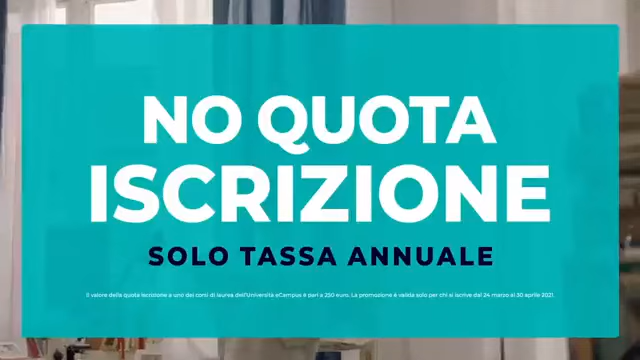 NO QUOTA
ISCRIZIONE
SOLO TASSA ANNUALE
Il valore della quota iscrizione a uno dei corsi di laurea dell'Università eCampus è pari a 250 euro. La promozione è valida solo per chi si iscrive dal 24 marzo al 30 aprile 2021.